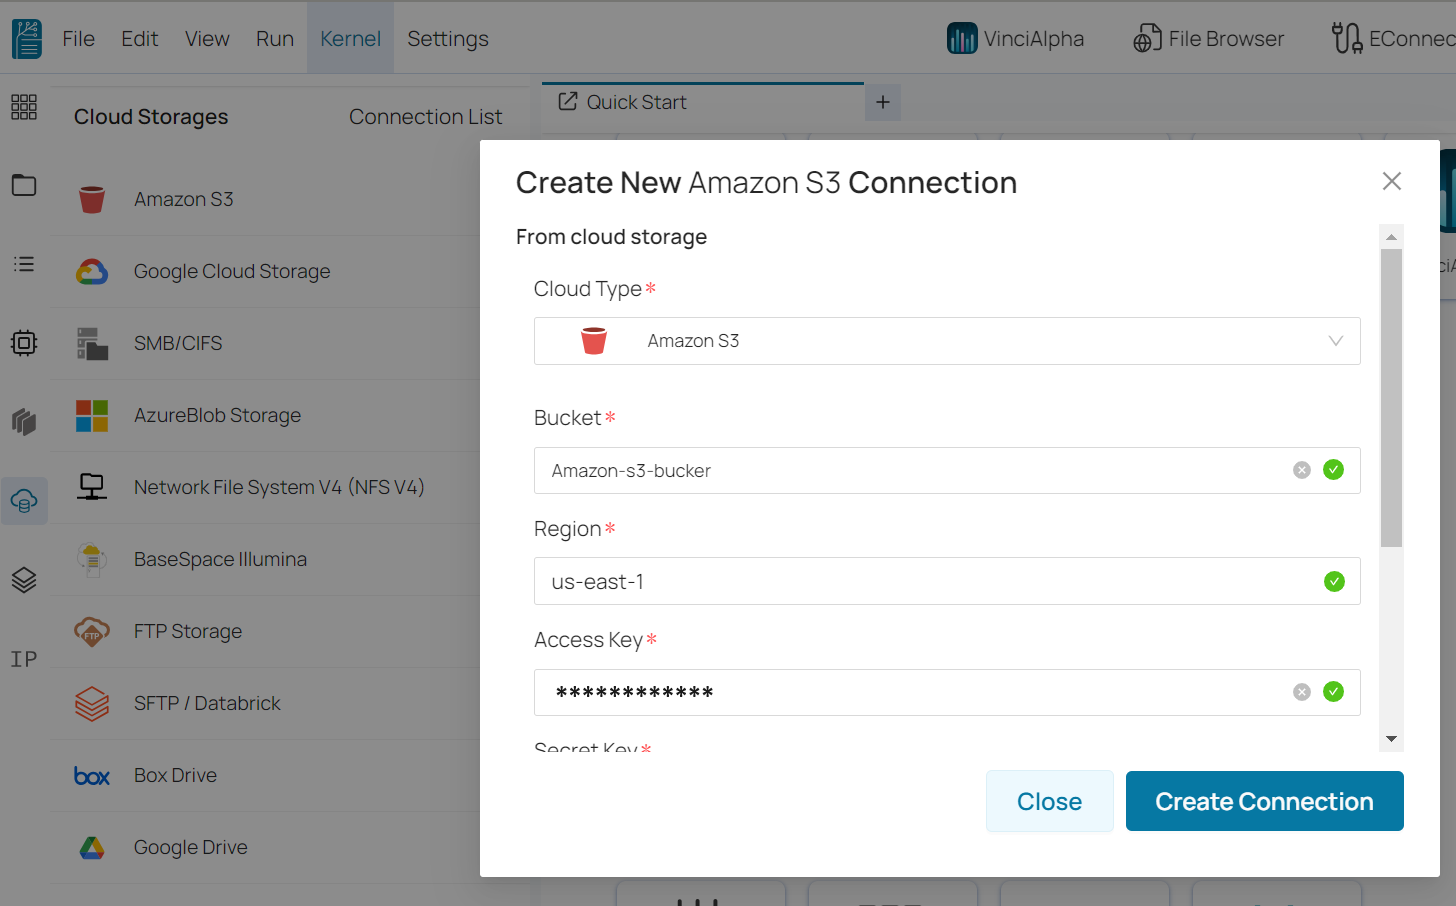 File Edit View Run Kernel Settings
VinciAlpha File Browser EConnec
Cloud Storages Connection List
Quick Start +
Amazon S3
Google Cloud Storage
SMB/CIFS
AzureBlob Storage
Network File System V4 (NFS V4)
BaseSpace Illumina
FTP Storage
FTP
SFTP / Databrick
box Box Drive
Google Drive
IP
Create New Amazon S3 Connection
From cloud storage
Cloud Type*
Amazon S3
Bucket*
Amazon-s3-bucker
Region*
us-east-1
Access Key*
************
Secret Key*
Close Create Connection